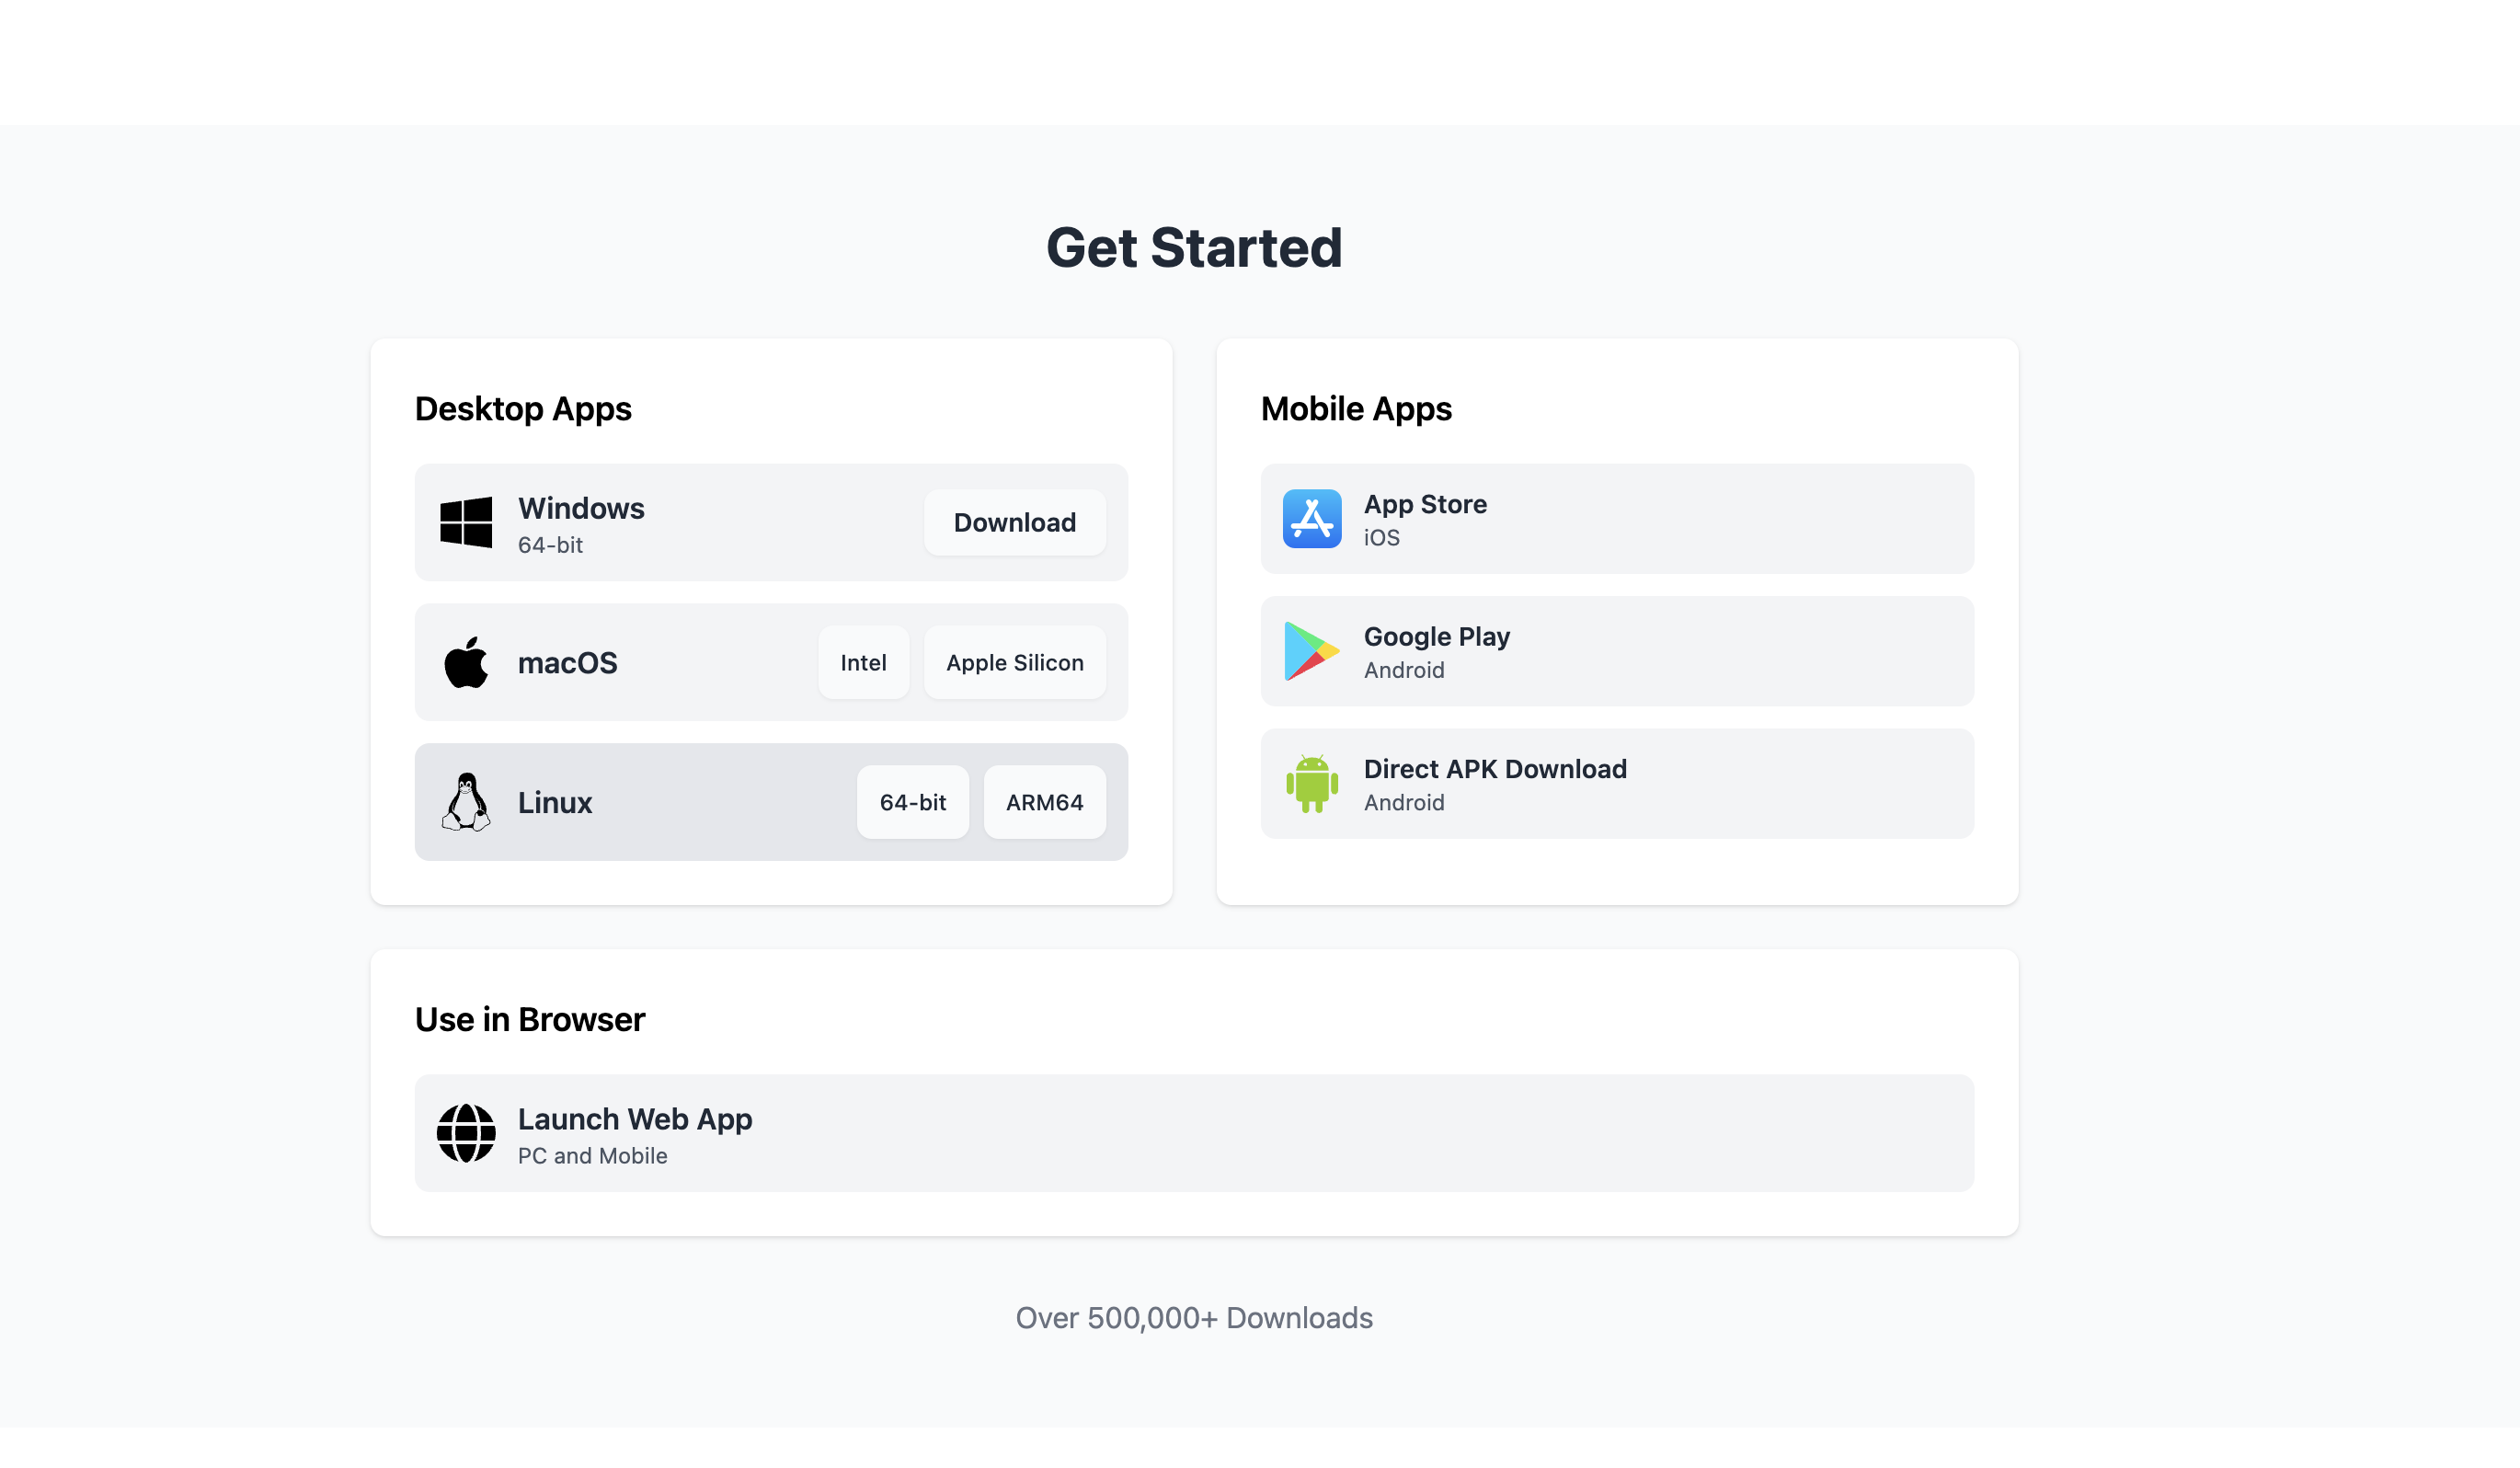 Get Started
Desktop Apps
Windows
64-bit
Download
macOS
Intel
Apple Silicon
Linux
64-bit
ARM64
Mobile Apps
App Store
iOS
Google Play
Android
Direct APK Download
Android
Use in Browser
Launch Web App
PC and Mobile
Over 500,000+ Downloads